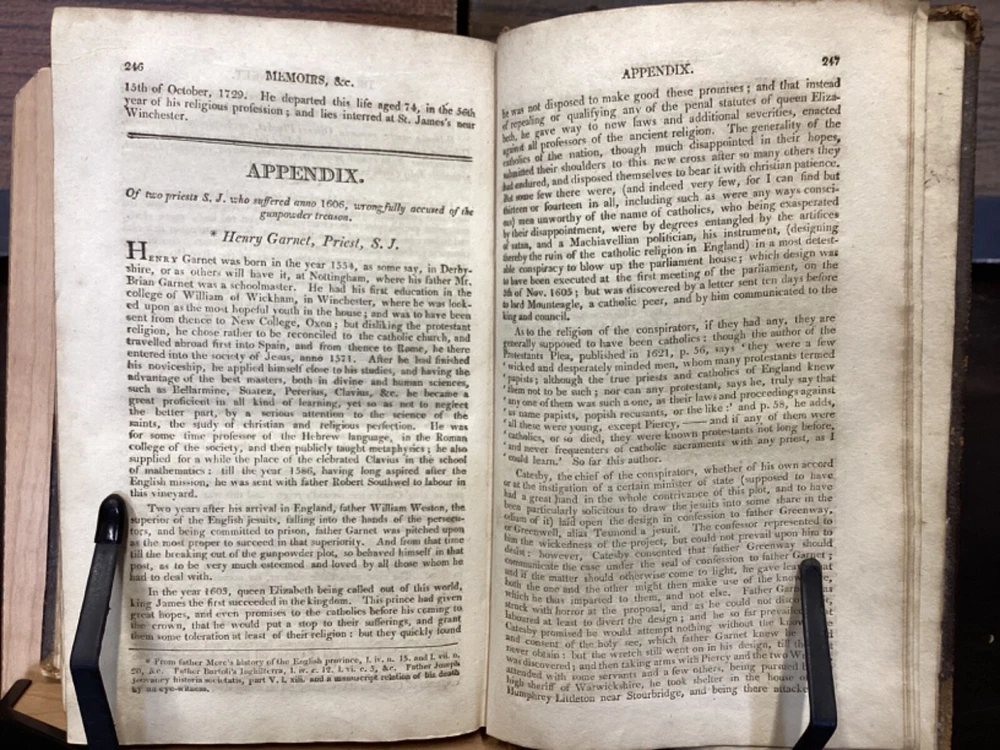 246
MEMOIRS, &c.
15th of October, 1729. He departed this life aged 74, in the 56th
year of his religious profession; and lies interred at St. James's near
Winchester.
APPENDIX.
Of two priests S. J. who suffered anno 1606, wrongfully accused of the
gunpowder treason.
* Henry Garnet, Priest, S. J.
HENRY Garnet was born in the year 1554, as some say, in Derby-
shire, or as others will have it, at Nottingham, where his father Mr.
Brian Garnet was a schoolmaster. He had his first education in the
college of William of Wickham, in Winchester, where he was look-
ed upon as the most hopeful youth in the house; and was to have been
sent from thence to New College, Oxon; but disliking the protestant
religion, he chose rather to be reconciled to the catholic church, and
travelled abroad first into Spain, and from thence to Rome, he there
entered into the society of Jesus, anno 1571. After he had finished
his noviceship, he applied himself close to his studies, and having the
advantage of the best masters, both in divine and human sciences,
such as Bellarmine, Suarez, Pererius, Clavius, &c. he became a
great proficient in all kind of learning, yet so as not to neglect
the better part, by a serious attention to the science of the
saints, the study of christian and religious perfection. He was
for some time professor of the Hebrew language, in the Roman
college of the society, and then publicly taught metaphysics; he also
supplied for a while the place of the celebrated Clavius in the school
of mathematics: till the year 1586, having long aspired after the
English mission, he was sent with father Robert Southwel to labour in
this vineyard.
Two years after his arrival in England, father William Weston, the
superior of the English jesuits, falling into the hands of the persecu-
tors, and being committed to prison, father Garnet was pitched upon
as the most proper to succeed in that superiority. And from that time
till the breaking out of the gunpowder plot, so behaved himself in that
post, as to be very much esteemed and loved by all those whom he
had to deal with.
In the year 1603, queen Elizabeth being called out of this world,
king James the first succeeded in the kingdom. This prince had given
great hopes, and even promises to the catholics before his coming to
the crown, that he would put a stop to their sufferings, and grant
them some toleration at least of their religion: but they quickly found
* From father More's history of the English province, l. iv. n. 15. and l. vii. n.
20, &c. Father Bartoli's Inghilterra, l. iv. c. 12. l. vi. c. 5, &c. Father Joseph
Jouvency historia societatis, part V. l. xiii. and a manuscript relation of his death
by an eye-witness.
APPENDIX.
247
he was not disposed to make good these promises; and that instead
of repealing or qualifying any of the penal statutes of queen Eliza-
beth, he gave way to new laws and additional severities, enacted
against all professors of the ancient religion. The generality of the
catholics of the nation, though much disappointed in their hopes,
submitted their shoulders to this new cross after so many others they
had endured, and disposed themselves to bear it with christian patience.
But some few there were, (and indeed very few, for I can find but
thirteen or fourteen in all, including such as were any ways consci-
ous) men unworthy of the name of catholics, who being exasperated
by their disappointment, were by degrees entangled by the artifices
of satan, and a Machiavellian politician, his instrument, (designing
thereby the ruin of the catholic religion in England) in a most detest-
able conspiracy to blow up the parliament house; which design was
to have been executed at the first meeting of the parliament, on the
5th of Nov. 1605; but was discovered by a letter sent ten days before
to lord Mounteagle, a catholic peer, and by him communicated to the
king and council.
As to the religion of the conspirators, if they had any, they are
generally supposed to have been catholics: though the author of the
Protestants Plea, published in 1621, p. 56, says 'they were a few
'wicked and desperately minded men, whom many protestants termed
'papists; although the true priests and catholics of England knew
'them not to be such; nor can any protestant, says he, truly say that
'any one of them was such a one, as their laws and proceedings against
'us name papists, popish recusants, or the like:' and p. 58, he adds,
'all these were young, except Piercy, —— and if any of them were
'catholics, or so died, they were known protestants not long before,
'and never frequenters of catholic sacraments with any priest, as I
'could learn.' So far this author.
Catesby, the chief of the conspirators, whether of his own accord
or at the instigation of a certain minister of state (supposed to have
had a great hand in the whole contrivance of this plot, and to have
been particularly solicitous to draw the jesuits into some share in the
odium of it) laid open the design in confession to father Greenway,
or Greenwell, alias Tesmond a jesuit. The confessor represented to
him the wickedness of the project, but could not prevail upon him to
desist: however, Catesby consented that father Greenway should
communicate the case under the seal of confession to father Garnet;
and if the matter should otherwise come to light, he gave leave that
both the one and the other might then make use of the
which he thus imparted to them, and not else. Father Garnet was
struck with horror at the proposal, and as he could not
laboured at least to divert the design; and he so far
Catesby promised he would attempt nothing without the
and consent of the holy see, which father Garnet knew he
never obtain: but the wretch still went on in his design, till
was discovered; and then taking arms with Piercy and the two
attended with some servants and a few others, being pursued
high sheriff of Warwickshire, he took shelter in the house of
Humphrey Littleton near Stourbridge, and being there